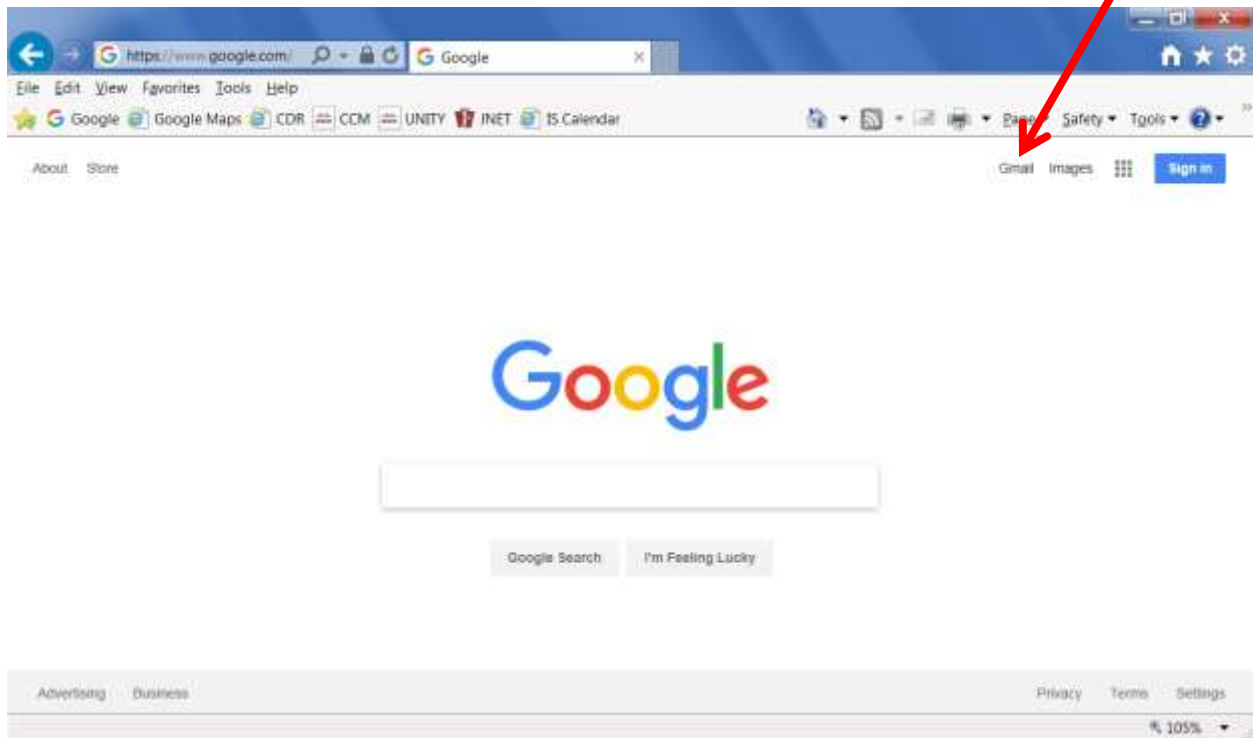 https://www.google.com/ Google
File Edit View Favorites Tools Help
Google Google Maps CDR CCM UNITY INET IS Calendar Page Safety Tools
About Store Gmail Images Sign in
Google
Google Search I'm Feeling Lucky
Advertising Business Privacy Terms Settings
105%